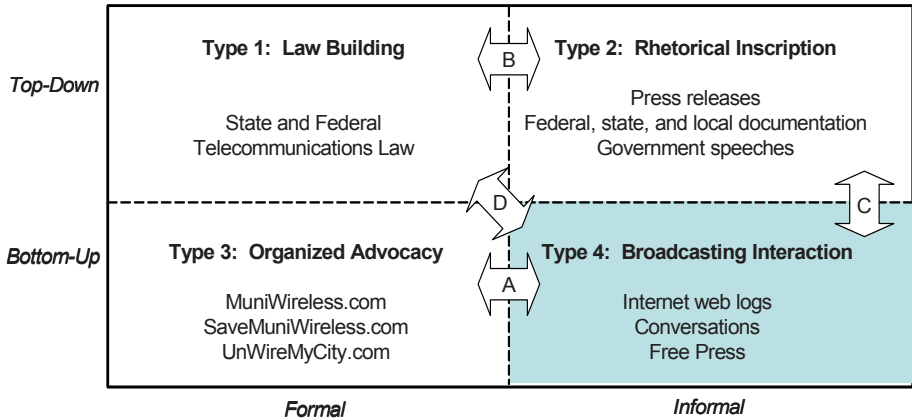 Type 1: Law Building
B
Type 2: Rhetorical Inscription
Top-Down
State and Federal
Telecommunications Law
Press releases
Federal, state, and local documentation
Government speeches
D
C
Bottom-Up
Type 3: Organized Advocacy
A
Type 4: Broadcasting Interaction
MuniWireless.com
SaveMuniWireless.com
UnWireMyCity.com
Internet web logs
Conversations
Free Press
Formal
Informal